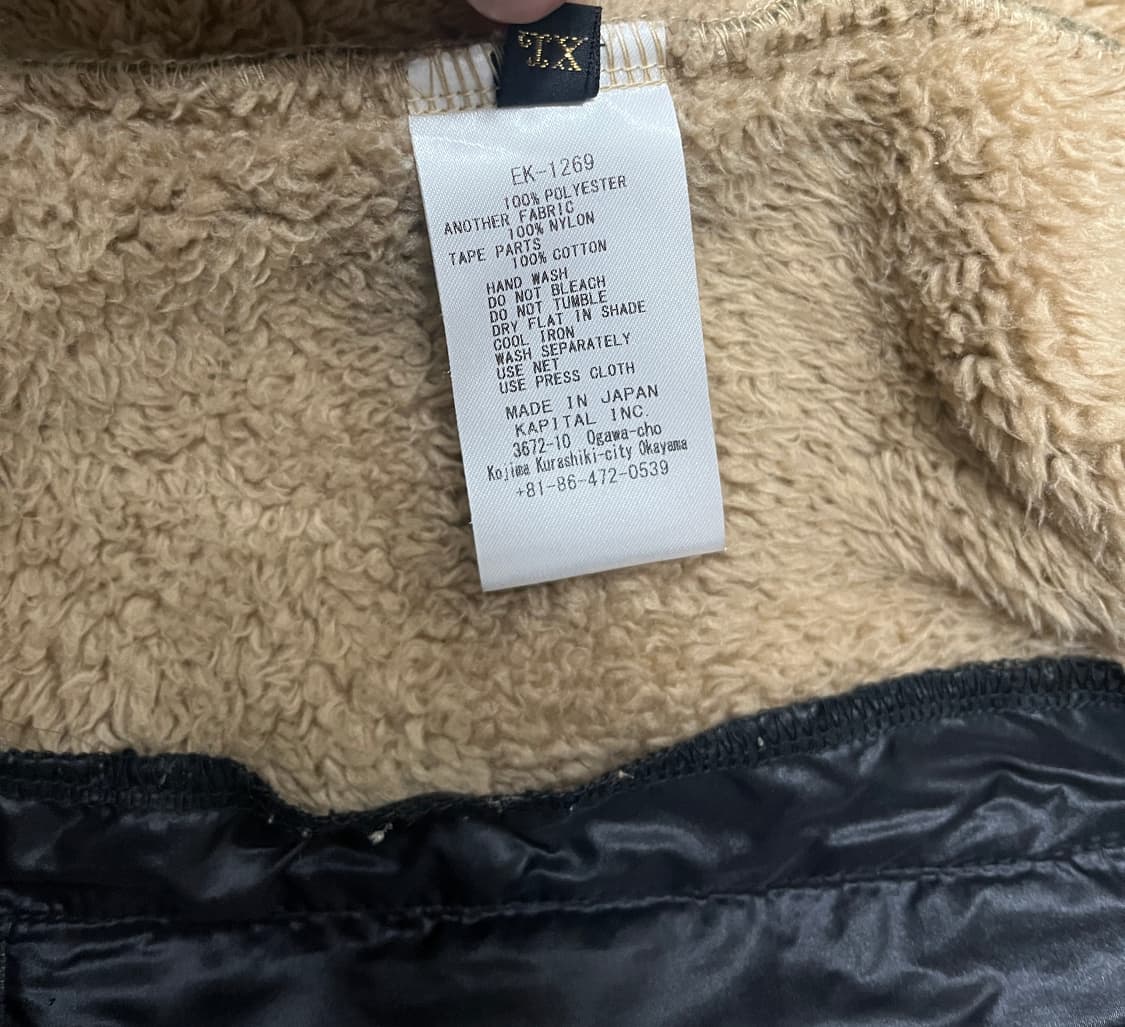 XL
EK-1269
100% POLYESTER
ANOTHER FABRIC
100% NYLON
TAPE PARTS
100% COTTON
HAND WASH
DO NOT BLEACH
DO NOT TUMBLE
DRY FLAT IN SHADE
COOL IRON
WASH SEPARATELY
USE NET
USE PRESS CLOTH
MADE IN JAPAN
KAPITAL INC.
3672-10 Ogawa-cho
Kojima Kurashiki-city Okayama
+81-86-472-0539